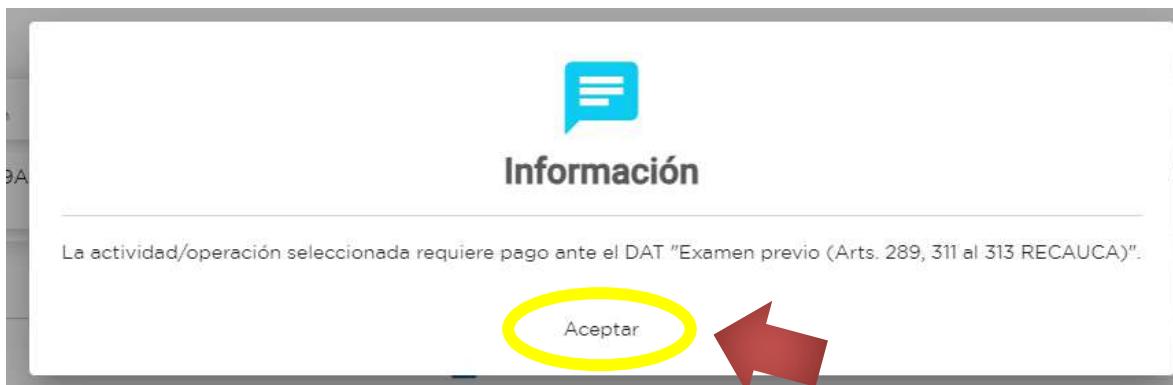 Información
9A
La actividad/operación seleccionada requiere pago ante el DAT "Examen previo (Arts. 289, 311 al 313 RECAUCA)".
Aceptar